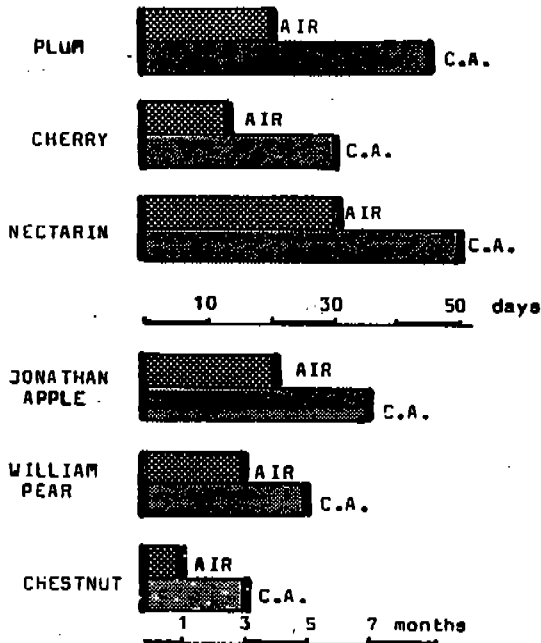 AIR
PLUM
C.A.
AIR
CHERRY
C.A.
AIR
NECTARIN
C.A.
10 30 50 days
AIR
JONATHAN
APPLE
C.A.
WILLIAM
AIR
PEAR
C.A.
AIR
CHESTNUT
C.A.
1 3 5 7 months